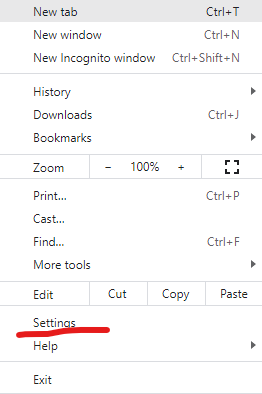 New tab Ctrl+T
New window Ctrl+N
New Incognito window Ctrl+Shift+N
History
Downloads Ctrl+J
Bookmarks
Zoom − 100% +
Print... Ctrl+P
Cast...
Find... Ctrl+F
More tools
Edit Cut Copy Paste
Settings
Help
Exit